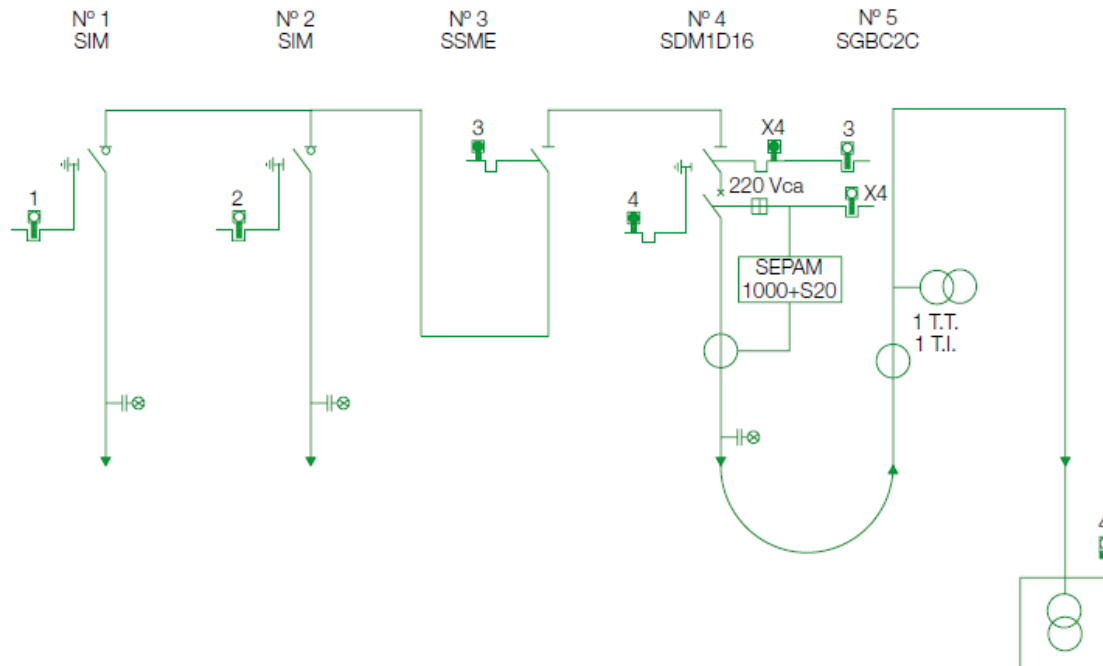 Nº 1
SIM
Nº 2
SIM
Nº 3
SSME
Nº 4
SDM1D16
Nº 5
SGBC2C
3
X4
3
1
2
4
220 Vca
X4
SEPAM
1000+S20
1 T.T.
1 T.I.
4